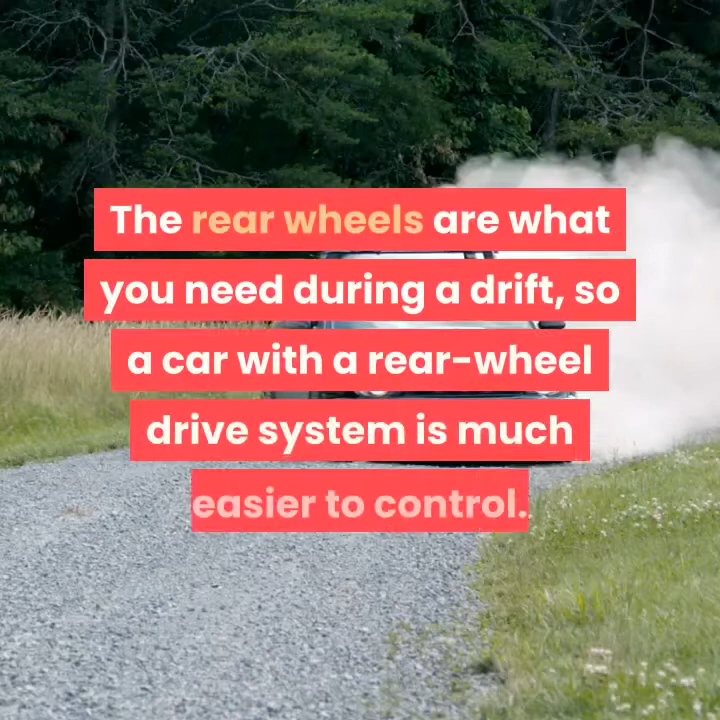 The rear wheels are what
you need during a drift, so
a car with a rear-wheel
drive system is much
easier to control.